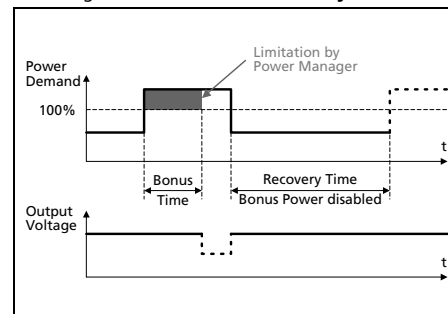 Limitation by
Power Manager
Power
Demand
100%
t
Bonus
Time
Recovery Time
Bonus Power disabled
Output
Voltage
t